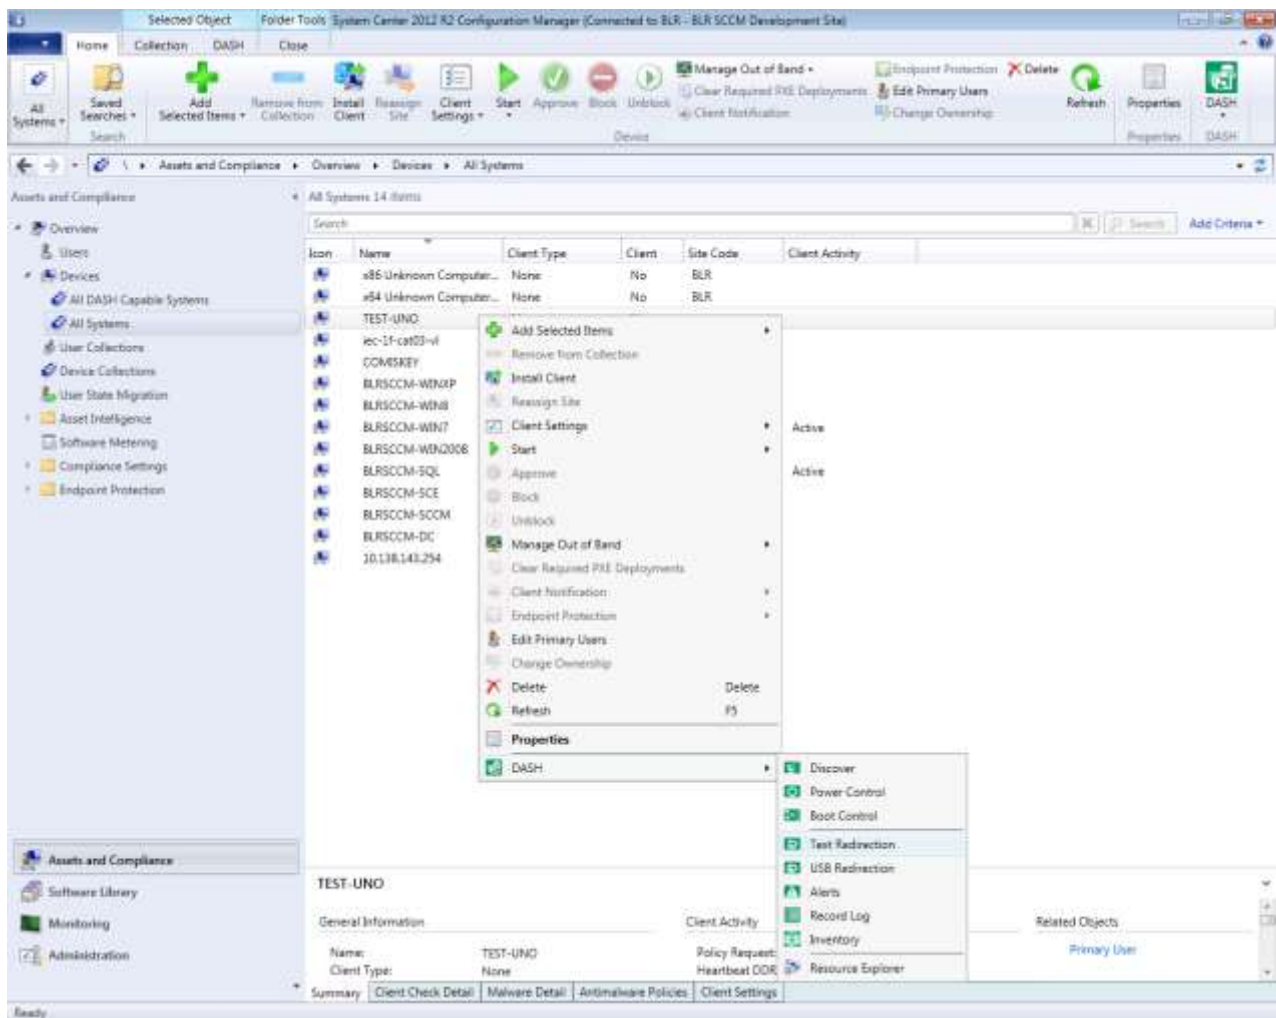 Selected Object Folder Tools System Center 2012 R2 Configuration Manager (Connected to BLR - BLR SCCM Development Site)
Home Collection DASH Close
All Systems
Saved Searches
Add Selected Items
Remove from Collection
Install Client
Reassign Site
Client Settings
Start
Approve
Block
Unblock
Manage Out of Band
Clear Required PXE Deployments
Client Notification
Endpoint Protection
Edit Primary Users
Change Ownership
Delete
Refresh
Properties
DASH
Search Device Properties DASH
\ Assets and Compliance Overview Devices All Systems
Assets and Compliance
Overview
Users
Devices
All DASH Capable Systems
All Systems
User Collections
Device Collections
User State Migration
Asset Intelligence
Software Metering
Compliance Settings
Endpoint Protection
Assets and Compliance
Software Library
Monitoring
Administration
All Systems 14 items
Search Search Add Criteria
Icon Name Client Type Client Site Code Client Activity
x86 Unknown Computer... None No BLR
x64 Unknown Computer... None No BLR
TEST-UNO
iec-1f-cat03-vl
COMISKEY
BLRSCCM-WINXP
BLRSCCM-WIN8
BLRSCCM-WIN7 Active
BLRSCCM-WIN2008
BLRSCCM-SQL Active
BLRSCCM-SCE
BLRSCCM-SCCM
BLRSCCM-DC
10.138.143.254
Add Selected Items
Remove from Collection
Install Client
Reassign Site
Client Settings
Start
Approve
Block
Unblock
Manage Out of Band
Clear Required PXE Deployments
Client Notification
Endpoint Protection
Edit Primary Users
Change Ownership
Delete Delete
Refresh F5
Properties
DASH
Discover
Power Control
Boot Control
Text Redirection
USB Redirection
Alerts
Record Log
Inventory
Resource Explorer
TEST-UNO
General Information Client Activity Related Objects
Name: TEST-UNO Policy Request: Primary User
Client Type: None Heartbeat DDR
Summary Client Check Detail Malware Detail Antimalware Policies Client Settings
Ready